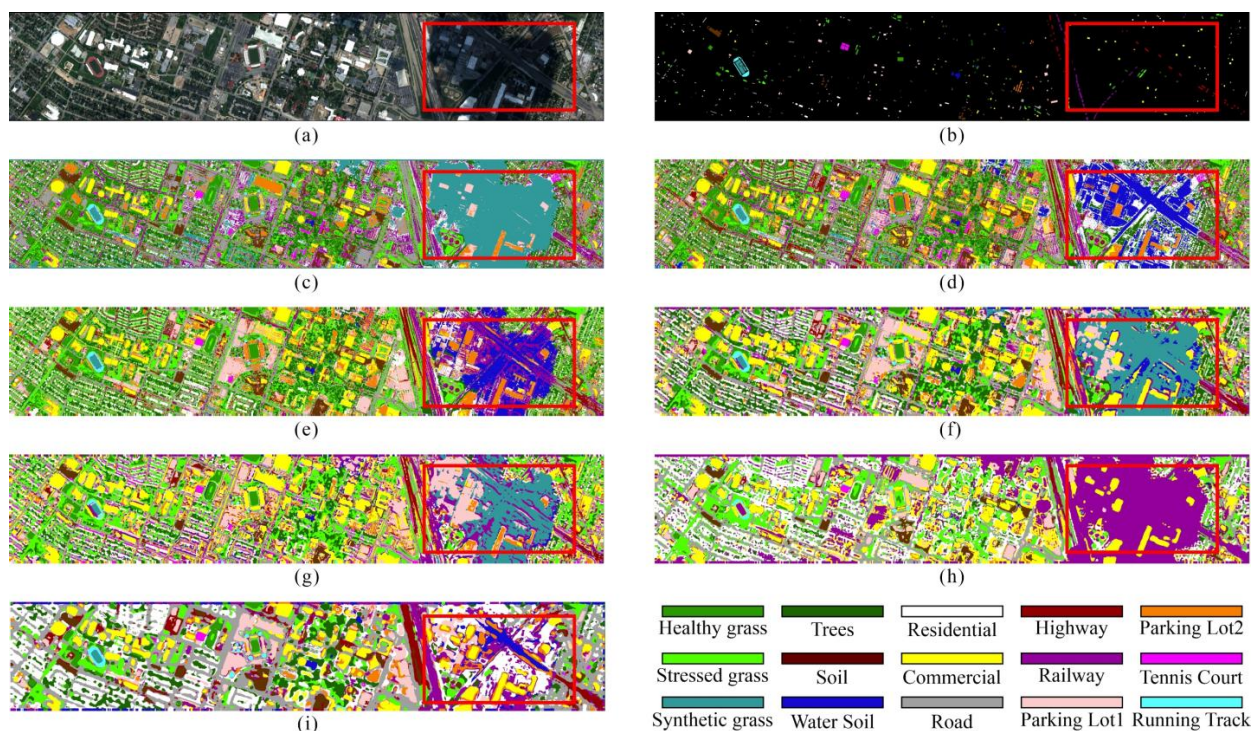 (a)
(b)
(c)
(d)
(e)
(f)
(g)
(h)
(i)
Healthy grass Trees Residential Highway Parking Lot2
Stressed grass Soil Commercial Railway Tennis Court
Synthetic grass Water Soil Road Parking Lot1 Running Track